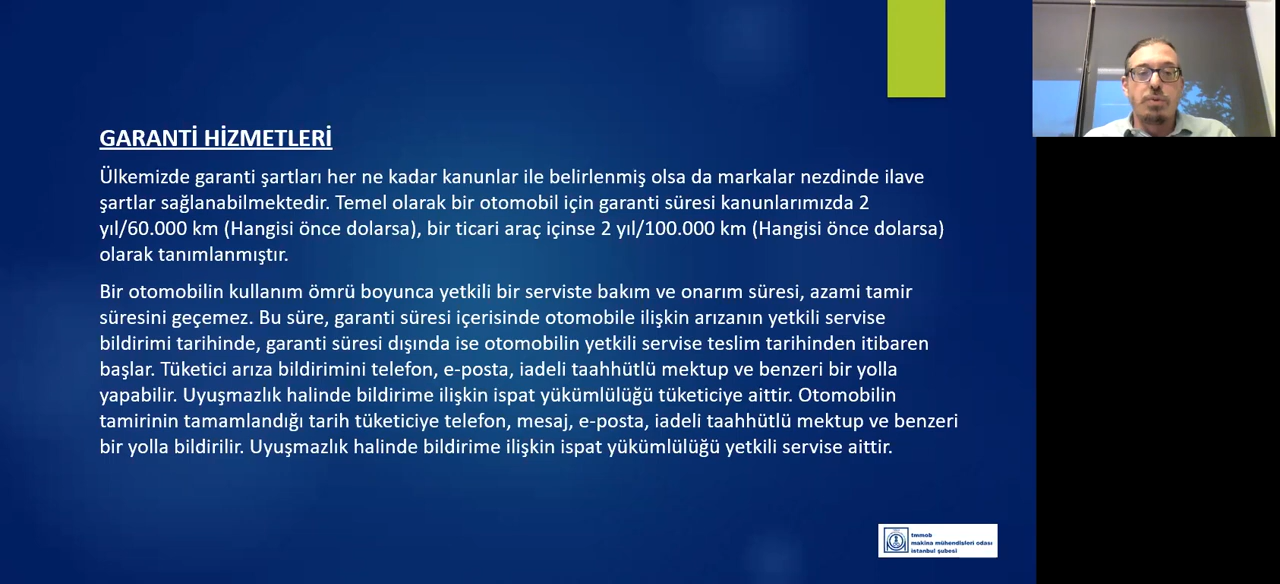 GARANTİ HİZMETLERİ
Ülkemizde garanti şartları her ne kadar kanunlar ile belirlenmiş olsa da markalar nezdinde ilave
şartlar sağlanabilmektedir. Temel olarak bir otomobil için garanti süresi kanunlarımızda 2
yıl/60.000 km (Hangisi önce dolarsa), bir ticari araç içinse 2 yıl/100.000 km (Hangisi önce dolarsa)
olarak tanımlanmıştır.
Bir otomobilin kullanım ömrü boyunca yetkili bir serviste bakım ve onarım süresi, azami tamir
süresini geçemez. Bu süre, garanti süresi içerisinde otomobile ilişkin arızanın yetkili servise
bildirimi tarihinde, garanti süresi dışında ise otomobilin yetkili servise teslim tarihinden itibaren
başlar. Tüketici arıza bildirimini telefon, e-posta, iadeli taahhütlü mektup ve benzeri bir yolla
yapabilir. Uyuşmazlık halinde bildirime ilişkin ispat yükümlülüğü tüketiciye aittir. Otomobilin
tamirinin tamamlandığı tarih tüketiciye telefon, mesaj, e-posta, iadeli taahhütlü mektup ve benzeri
bir yolla bildirilir. Uyuşmazlık halinde bildirime ilişkin ispat yükümlülüğü yetkili servise aittir.
tmmob
makina mühendisleri odası
istanbul şubesi